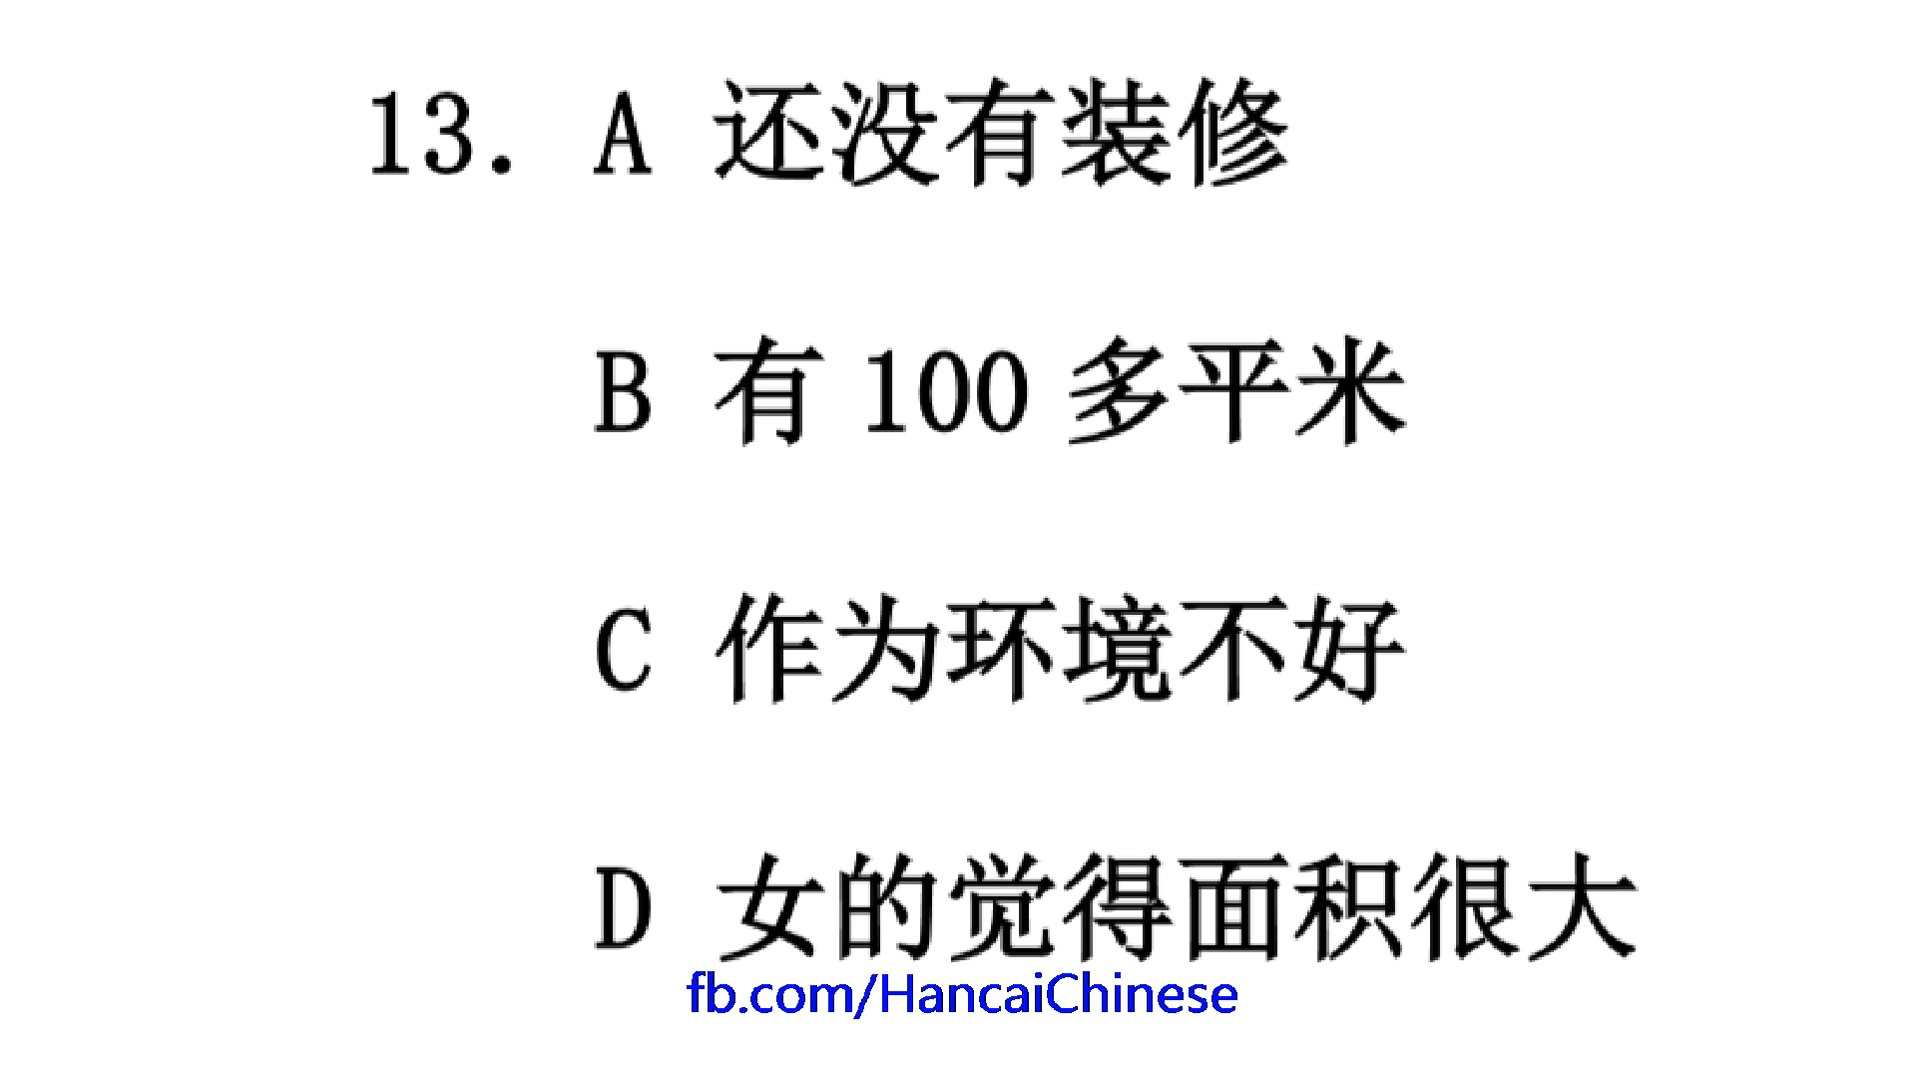 13. A 还没有装修
B 有 100 多平米
C 作为环境不好
D 女的觉得面积很大
fb.com/HancaiChinese